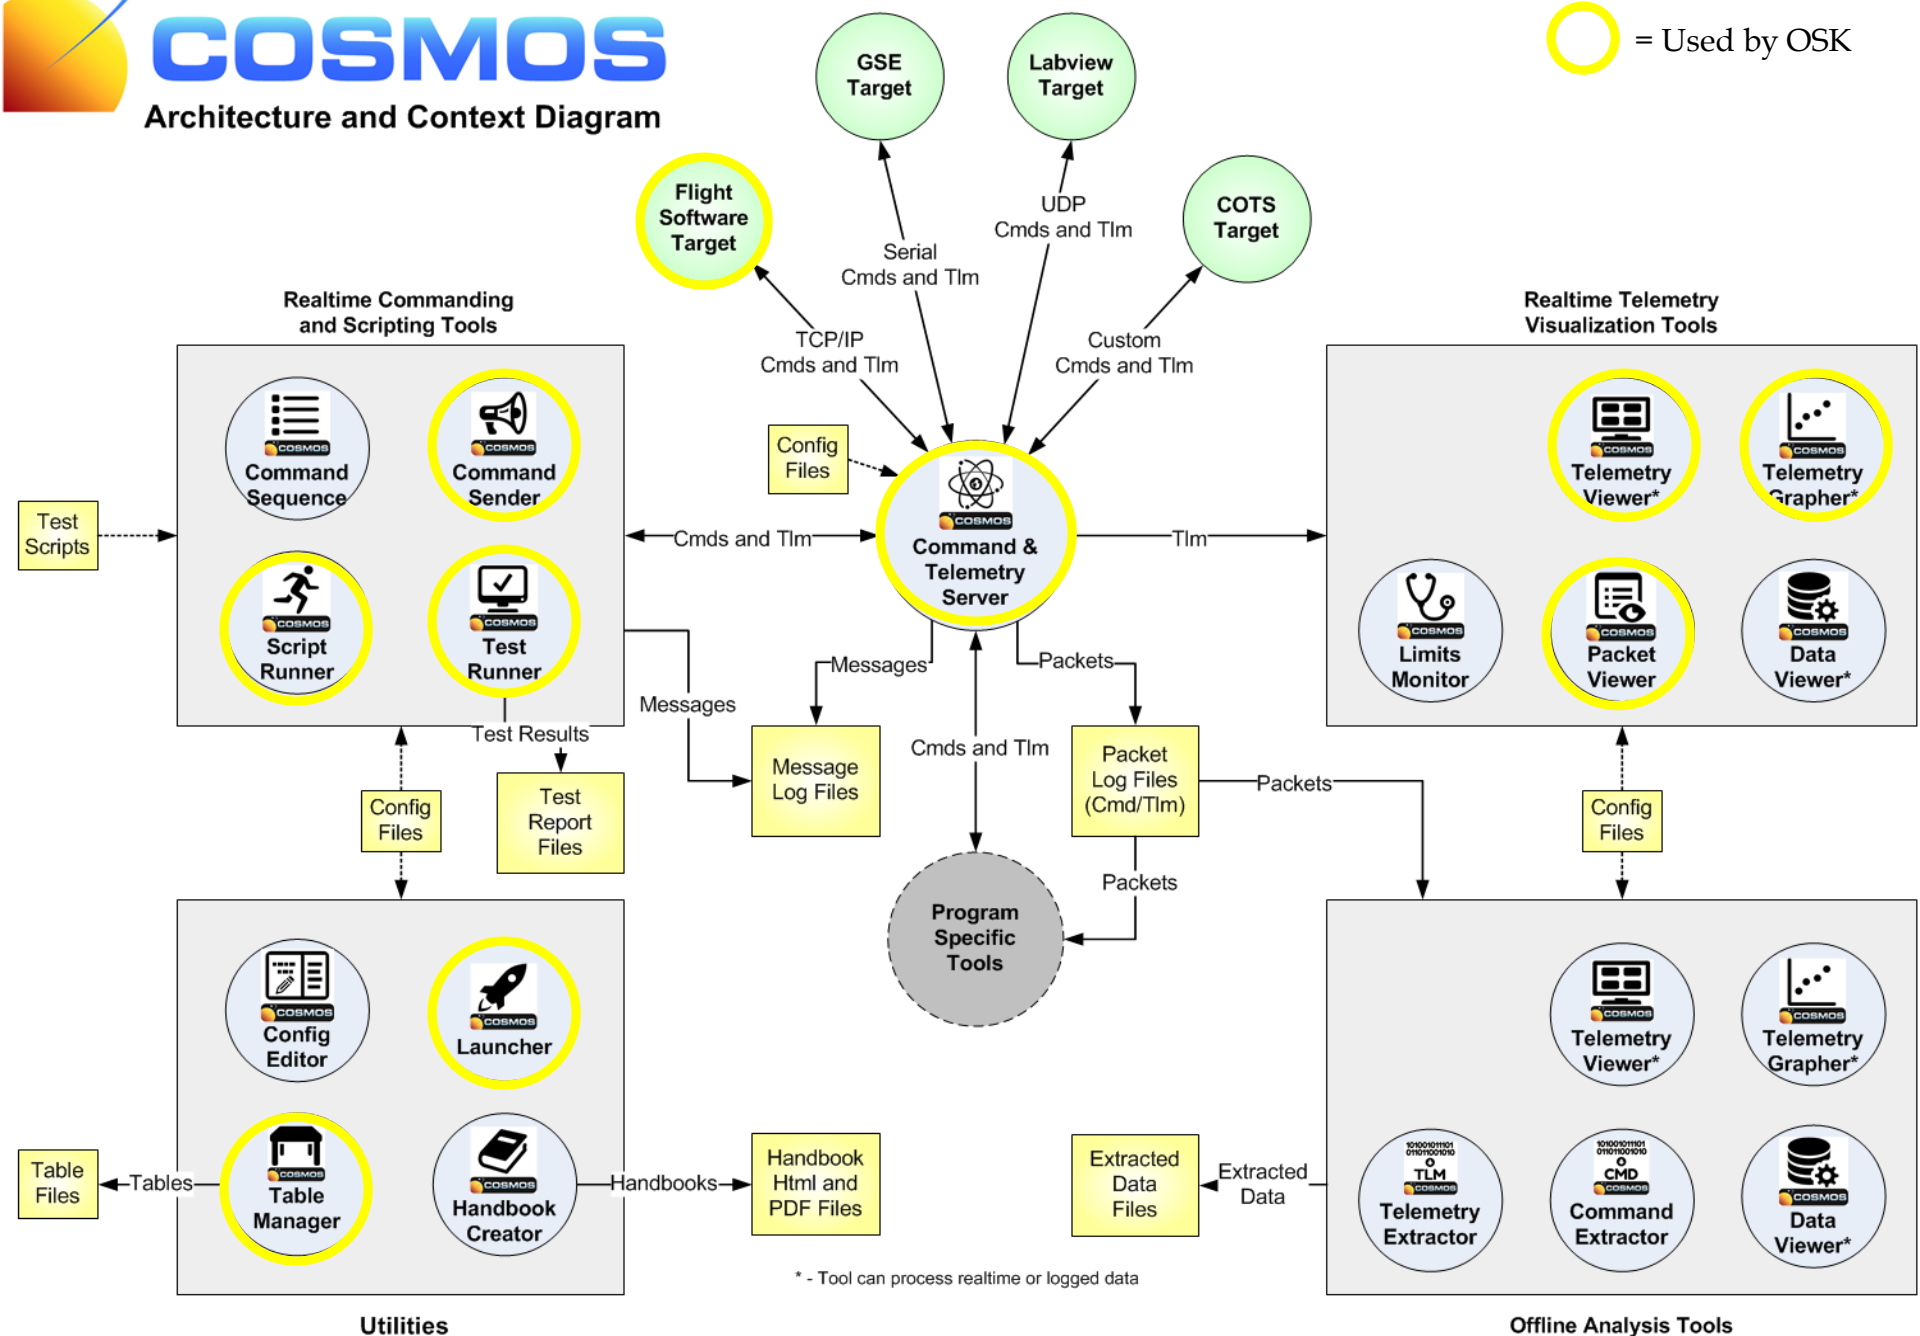 COSMOS
Architecture and Context Diagram
= Used by OSK
GSE
Target
Labview
Target
Flight
Software
Target
COTS
Target
Serial
Cmds and Tlm
UDP
Cmds and Tlm
TCP/IP
Cmds and Tlm
Custom
Cmds and Tlm
Realtime Commanding
and Scripting Tools
COSMOS
Command
Sequence
COSMOS
Command
Sender
COSMOS
Script
Runner
COSMOS
Test
Runner
Test
Scripts
Config
Files
Cmds and Tlm
COSMOS
Command &
Telemetry
Server
Tlm
Realtime Telemetry
Visualization Tools
COSMOS
Telemetry
Viewer*
COSMOS
Telemetry
Grapher*
COSMOS
Limits
Monitor
COSMOS
Packet
Viewer
COSMOS
Data
Viewer*
Messages
Packets
Messages
Test Results
Cmds and Tlm
Config
Files
Test
Report
Files
Message
Log Files
Packet
Log Files
(Cmd/Tlm)
Packets
Packets
Config
Files
Program
Specific
Tools
COSMOS
Config
Editor
COSMOS
Launcher
COSMOS
Table
Manager
COSMOS
Handbook
Creator
Table
Files
Tables
Handbooks
Handbook
Html and
PDF Files
Extracted
Data
Files
Extracted
Data
COSMOS
Telemetry
Viewer*
COSMOS
Telemetry
Grapher*
101001011101
011011001010
TLM
COSMOS
Telemetry
Extractor
101001011101
011011001010
CMD
COSMOS
Command
Extractor
COSMOS
Data
Viewer*
* - Tool can process realtime or logged data
Utilities
Offline Analysis Tools